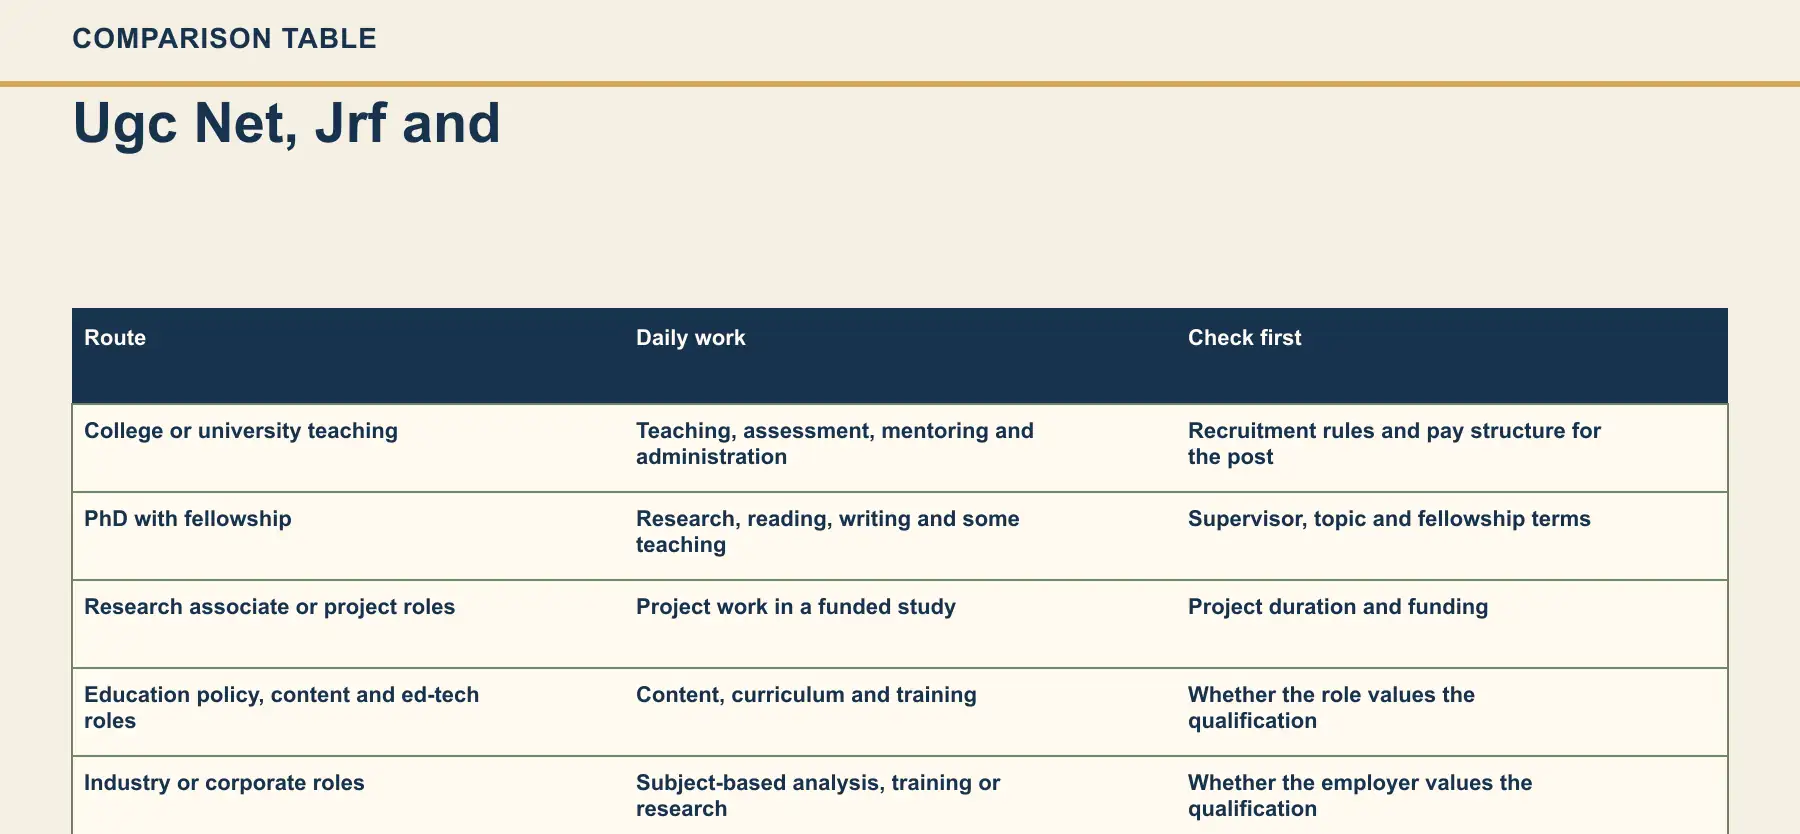 COMPARISON TABLE
Ugc Net, Jrf and
Route
Daily work
Check first
College or university teaching
Teaching, assessment, mentoring and
administration
Recruitment rules and pay structure for
the post
PhD with fellowship
Research, reading, writing and some
teaching
Supervisor, topic and fellowship terms
Research associate or project roles
Project work in a funded study
Project duration and funding
Education policy, content and ed-tech
roles
Content, curriculum and training
Whether the role values the
qualification
Industry or corporate roles
Subject-based analysis, training or
research
Whether the employer values the
qualification